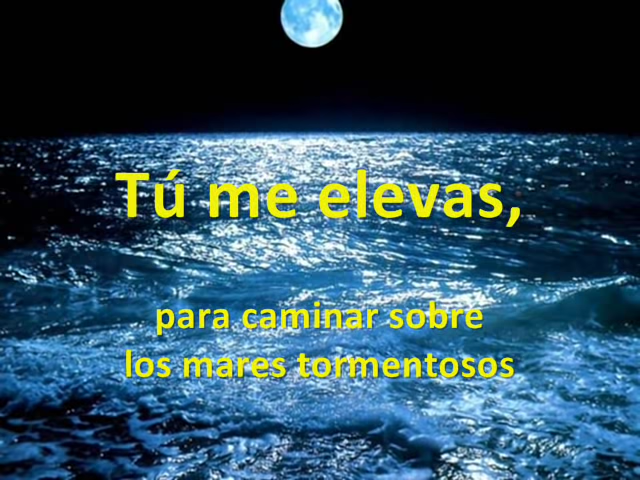 Tú me elevas,
para caminar sobre
los mares tormentosos